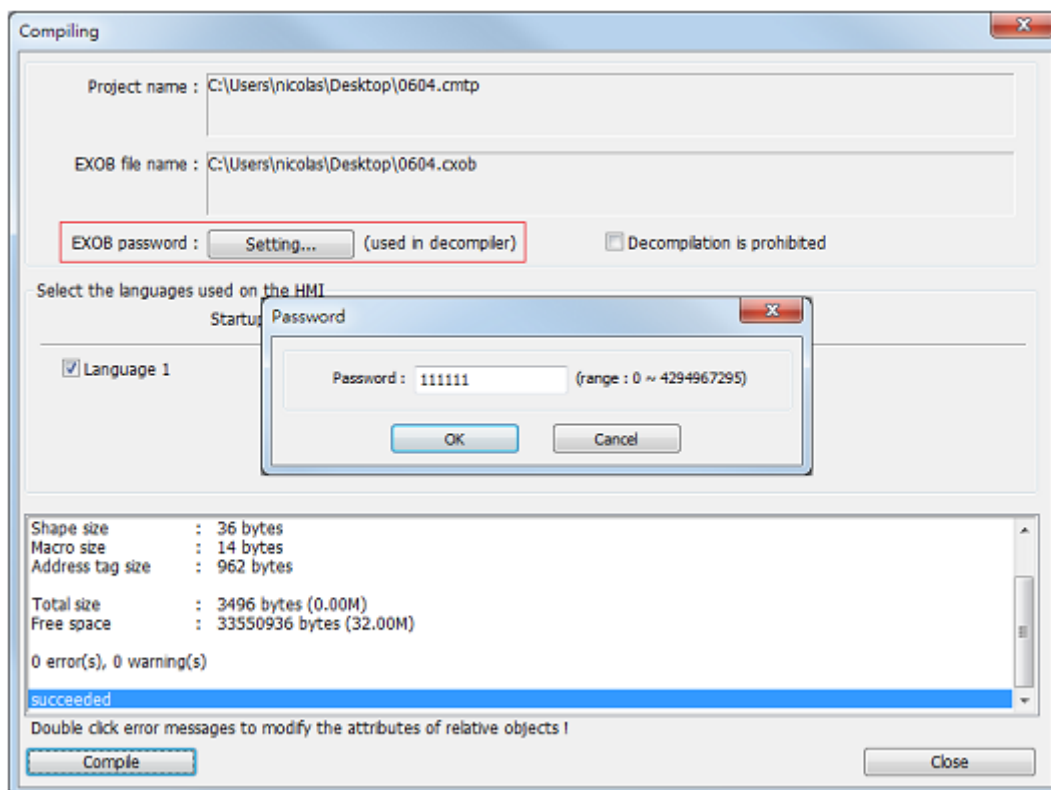 Compiling
Project name : C:\Users\nicolas\Desktop\0604.cmtp
EXOB file name : C:\Users\nicolas\Desktop\0604.cxob
EXOB password : Setting... (used in decompiler) Decompilation is prohibited
Select the languages used on the HMI
Startup
Password
Language 1
Password : 111111 (range : 0 ~ 4294967295)
OK Cancel
Shape size : 36 bytes
Macro size : 14 bytes
Address tag size : 962 bytes
Total size : 3496 bytes (0.00M)
Free space : 33550936 bytes (32.00M)
0 error(s), 0 warning(s)
succeeded
Double click error messages to modify the attributes of relative objects !
Compile Close